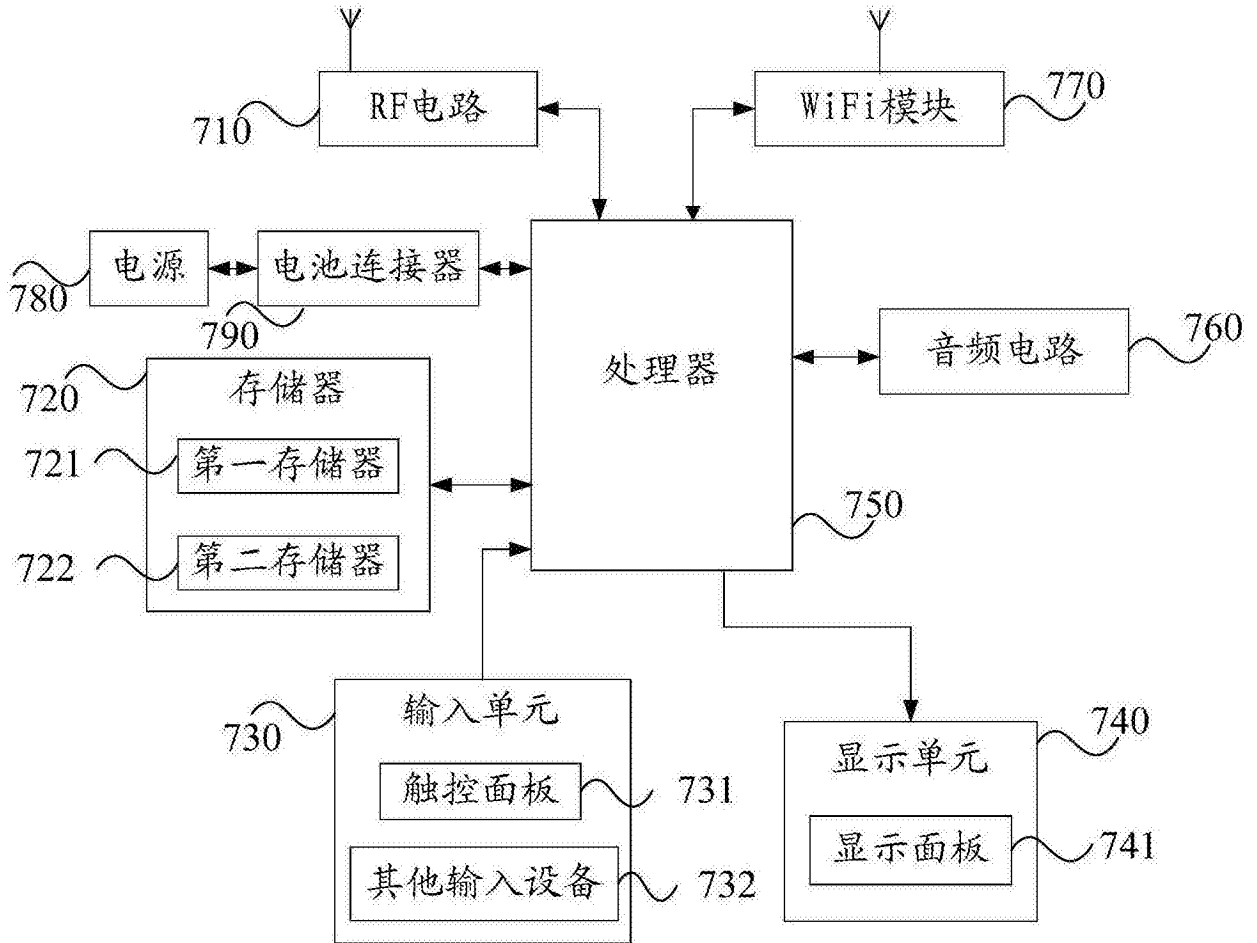 RF电路
710
WiFi模块
770
电源
780
电池连接器
790
处理器
750
音频电路
760
720
存储器
721
第一存储器
722
第二存储器
730
输入单元
触控面板
731
其他输入设备
732
显示单元
740
显示面板
741